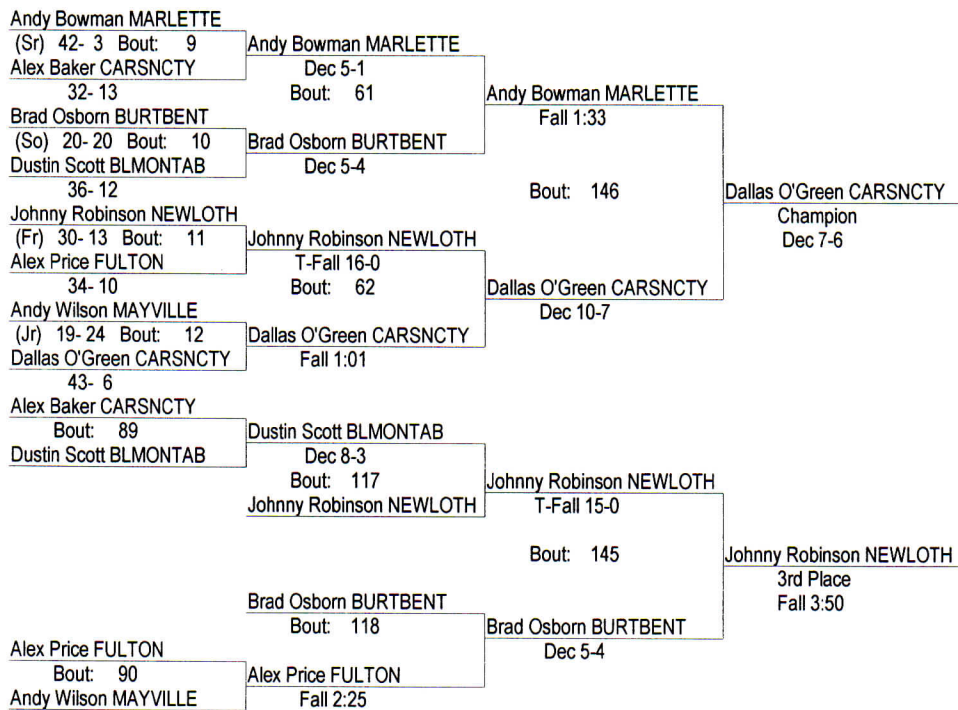 Andy Bowman MARLETTE
(Sr) 42- 3 Bout: 9
Alex Baker CARSNCTY
32- 13
Brad Osborn BURTBENT
(So) 20- 20 Bout: 10
Dustin Scott BLMONTAB
36- 12
Johnny Robinson NEWLOTH
(Fr) 30- 13 Bout: 11
Alex Price FULTON
34- 10
Andy Wilson MAYVILLE
(Jr) 19- 24 Bout: 12
Dallas O'Green CARSNCTY
43- 6
Andy Bowman MARLETTE
Dec 5-1
Bout: 61
Brad Osborn BURTBENT
Dec 5-4
Johnny Robinson NEWLOTH
T-Fall 16-0
Bout: 62
Dallas O'Green CARSNCTY
Fall 1:01
Andy Bowman MARLETTE
Fall 1:33
Bout: 146
Dallas O'Green CARSNCTY
Dec 10-7
Dallas O'Green CARSNCTY
Champion
Dec 7-6
Alex Baker CARSNCTY
Bout: 89
Dustin Scott BLMONTAB
Dustin Scott BLMONTAB
Dec 8-3
Bout: 117
Johnny Robinson NEWLOTH
Johnny Robinson NEWLOTH
T-Fall 15-0
Bout: 145
Johnny Robinson NEWLOTH
3rd Place
Fall 3:50
Brad Osborn BURTBENT
Bout: 118
Brad Osborn BURTBENT
Dec 5-4
Alex Price FULTON
Bout: 90
Andy Wilson MAYVILLE
Alex Price FULTON
Fall 2:25